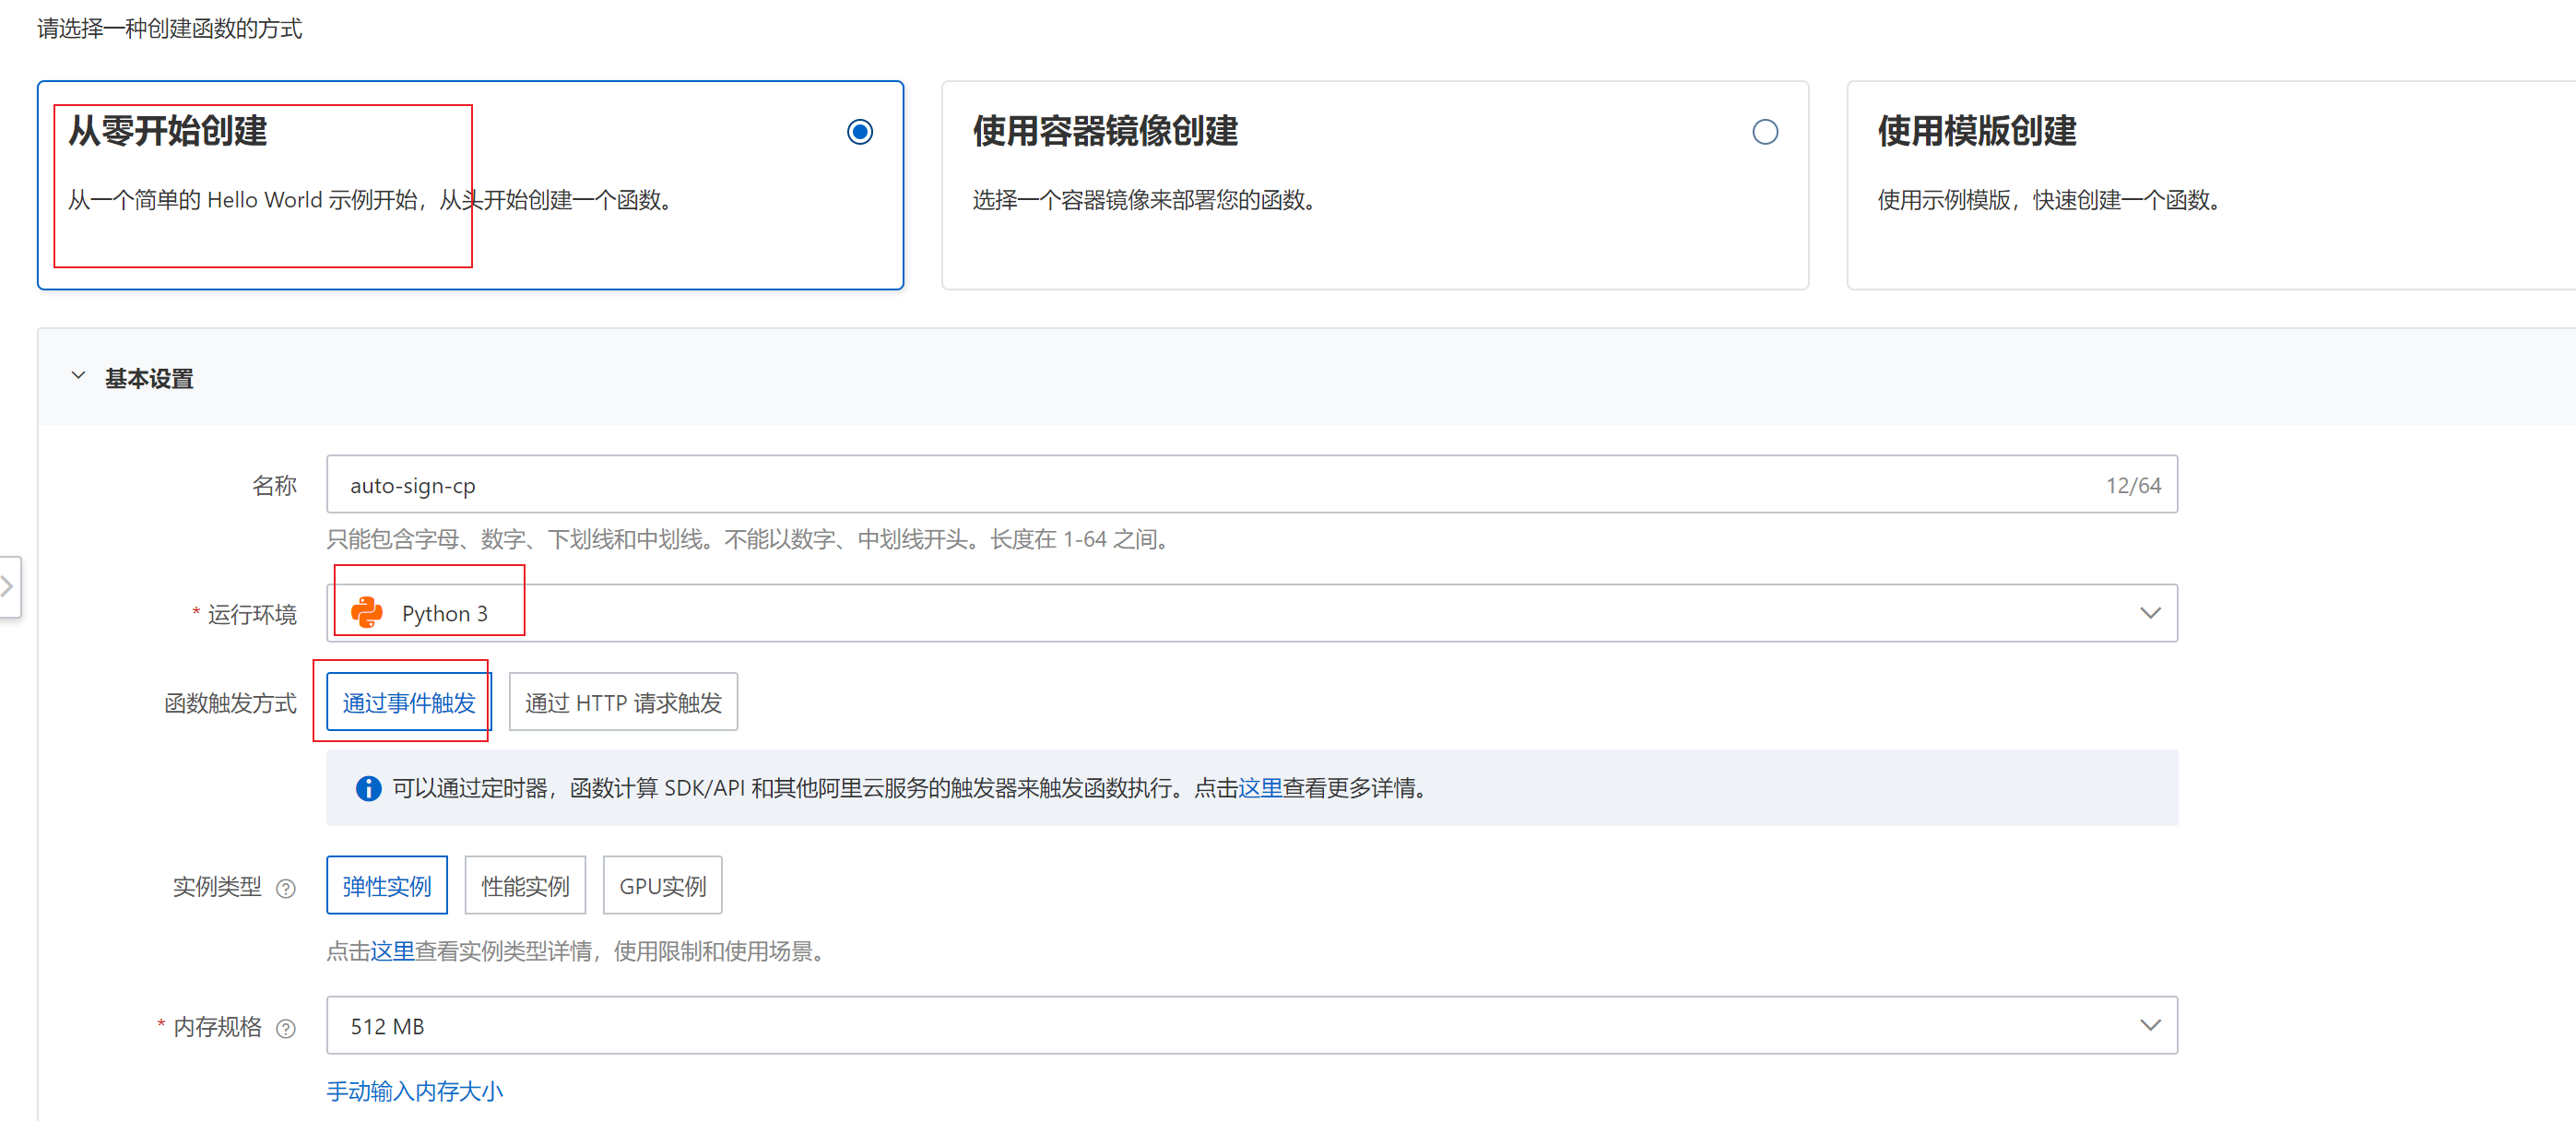 请选择一种创建函数的方式
从零开始创建
从一个简单的 Hello World 示例开始，从头开始创建一个函数。
使用容器镜像创建
选择一个容器镜像来部署您的函数。
使用模版创建
使用示例模版，快速创建一个函数。
基本设置
名称 auto-sign-cp 12/64
只能包含字母、数字、下划线和中划线。不能以数字、中划线开头。长度在 1-64 之间。
* 运行环境 Python 3
函数触发方式 通过事件触发 通过 HTTP 请求触发
可以通过定时器，函数计算 SDK/API 和其他阿里云服务的触发器来触发函数执行。点击这里查看更多详情。
实例类型 弹性实例 性能实例 GPU实例
点击这里查看实例类型详情，使用限制和使用场景。
* 内存规格 512 MB
手动输入内存大小